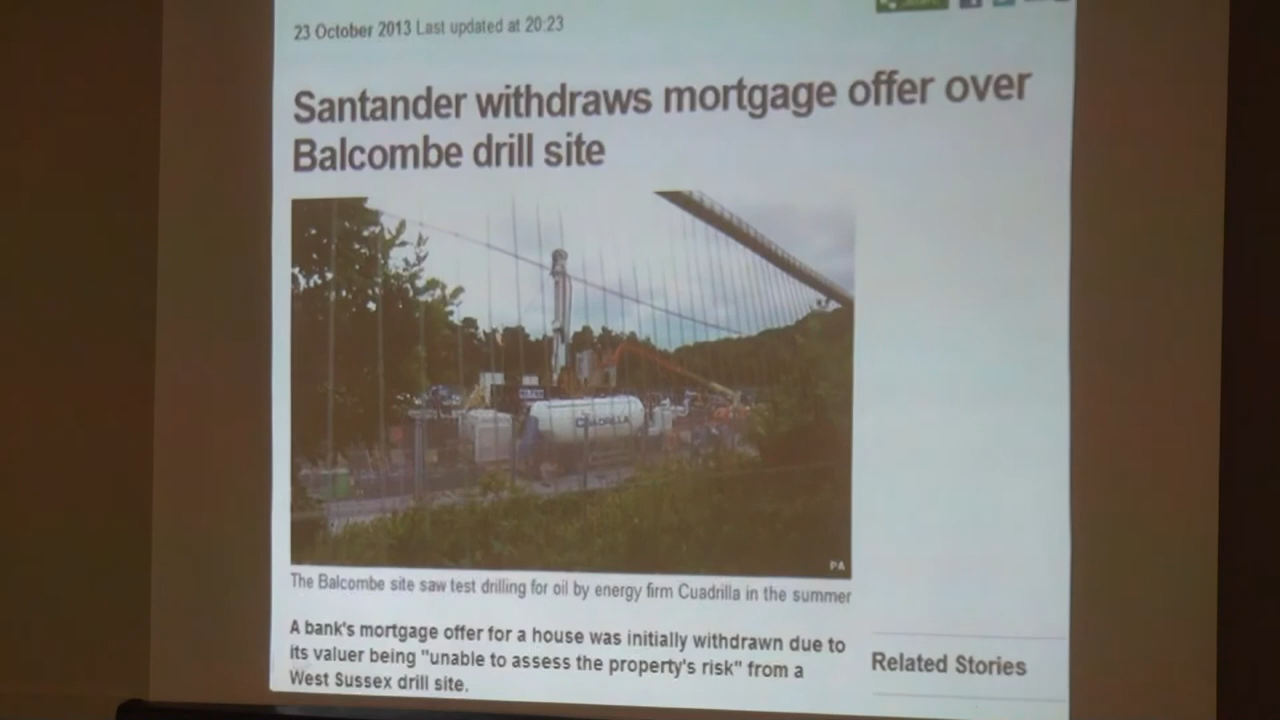 23 October 2013 Last updated at 20:23
Santander withdraws mortgage offer over
Balcombe drill site
CUADRILLA
PA
The Balcombe site saw test drilling for oil by energy firm Cuadrilla in the summer
A bank's mortgage offer for a house was initially withdrawn due to
its valuer being "unable to assess the property's risk" from a
West Sussex drill site.
Related Stories